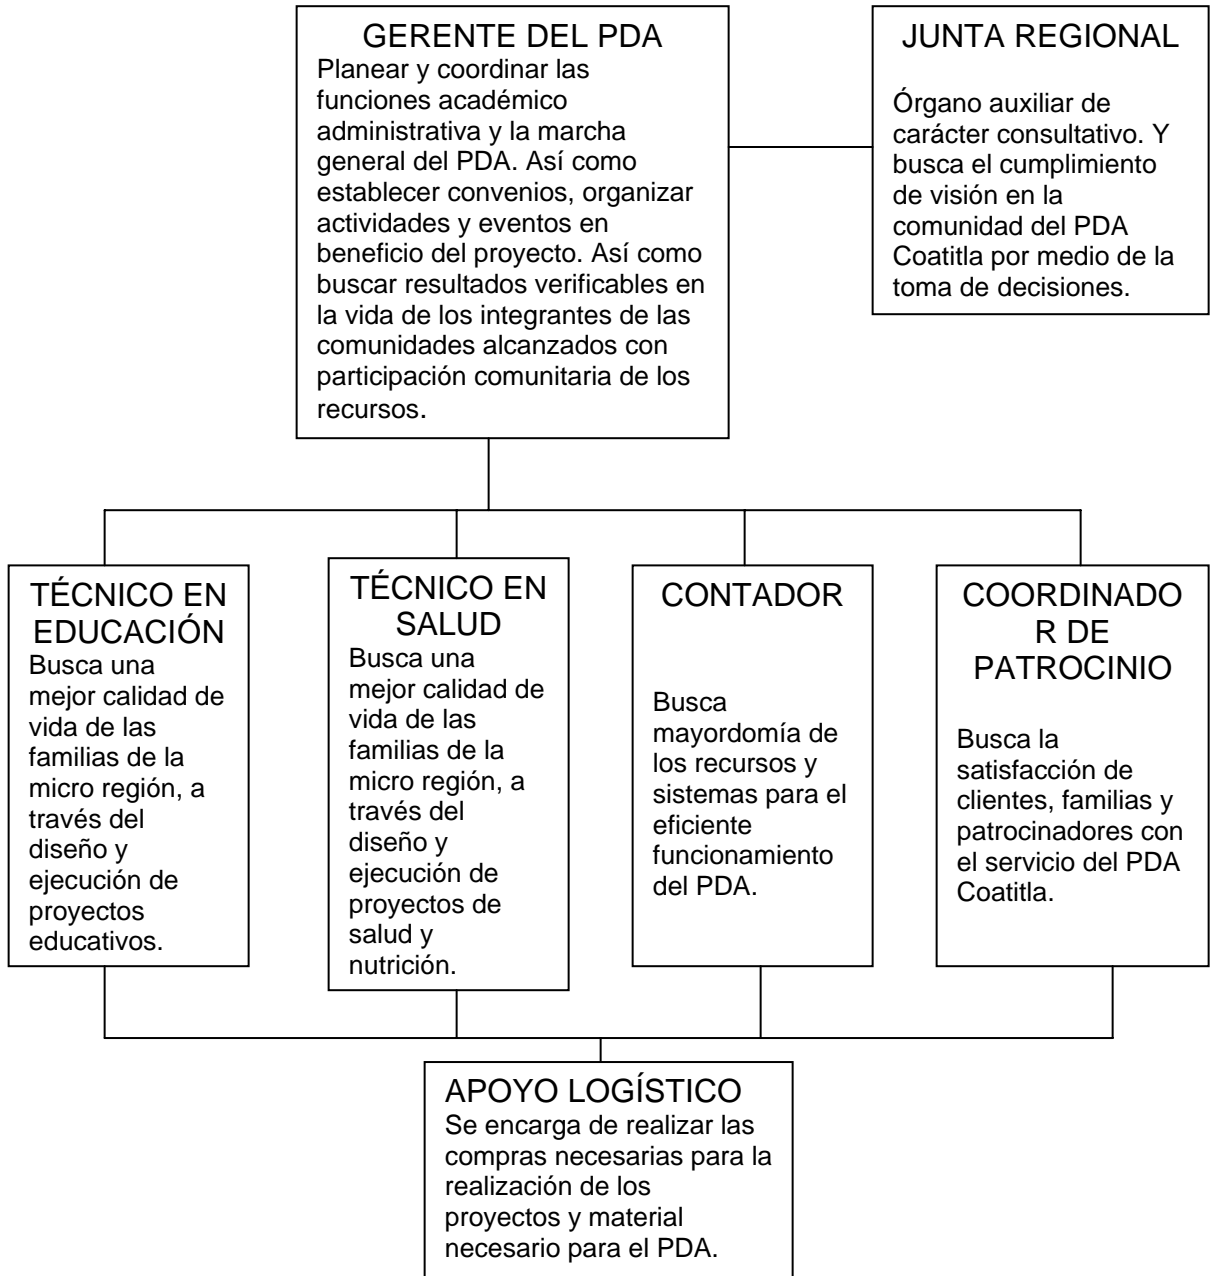 GERENTE DEL PDA
Planear y coordinar las
funciones académico
administrativa y la marcha
general del PDA. Así como
establecer convenios, organizar
actividades y eventos en
beneficio del proyecto. Así como
buscar resultados verificables en
la vida de los integrantes de las
comunidades alcanzados con
participación comunitaria de los
recursos.
JUNTA REGIONAL
Órgano auxiliar de
carácter consultativo. Y
busca el cumplimiento
de visión en la
comunidad del PDA
Coatitla por medio de la
toma de decisiones.
TÉCNICO EN
EDUCACIÓN
Busca una
mejor calidad de
vida de las
familias de la
micro región, a
través del
diseño y
ejecución de
proyectos
educativos.
TÉCNICO EN
SALUD
Busca una
mejor calidad de
vida de las
familias de la
micro región, a
través del
diseño y
ejecución de
proyectos de
salud y
nutrición.
CONTADOR
Busca
mayordomía de
los recursos y
sistemas para el
eficiente
funcionamiento
del PDA.
COORDINADO
R DE
PATROCINIO
Busca la
satisfacción de
clientes, familias y
patrocinadores con
el servicio del PDA
Coatitla.
APOYO LOGÍSTICO
Se encarga de realizar las
compras necesarias para la
realización de los
proyectos y material
necesario para el PDA.